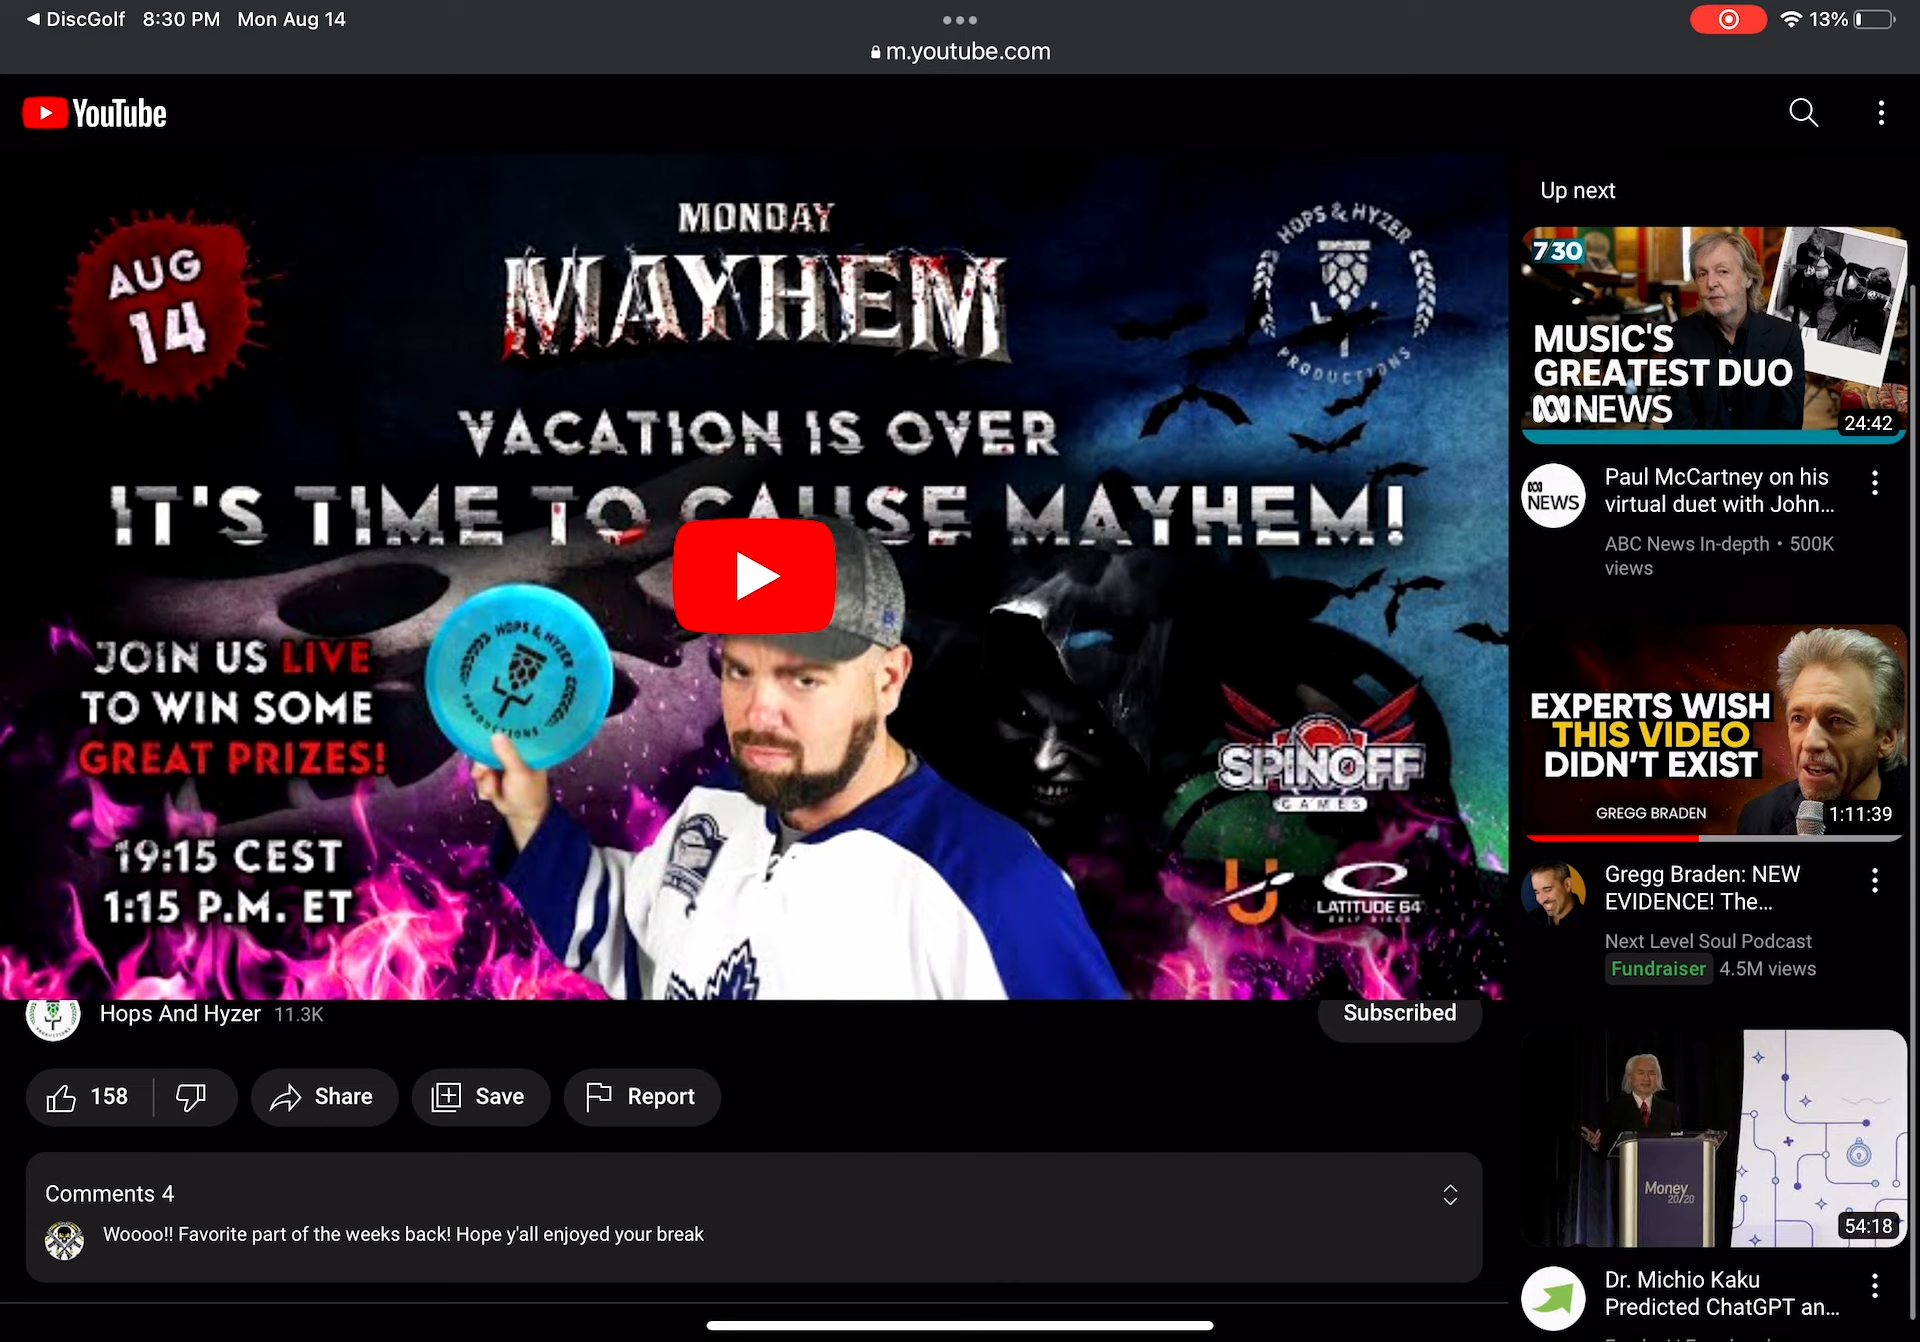 DiscGolf 8:30 PM Mon Aug 14
13%
m.youtube.com
YouTube
AUG
14
MONDAY
MAYHEM
HOPS & HYZER
PRODUCTIONS
VACATION IS OVER
IT'S TIME TO CAUSE MAYHEM!
JOIN US LIVE
TO WIN SOME
GREAT PRIZES!
19:15 CEST
1:15 P.M. ET
HOPS & HYZER
PRODUCTIONS
SPINOFF
GAMES
LATITUDE 64°
GOLF DISCS
Hops And Hyzer 11.3K
Subscribed
158
Share
Save
Report
Comments 4
Woooo!! Favorite part of the weeks back! Hope y'all enjoyed your break
Up next
7 30
MUSIC'S
GREATEST DUO
NEWS
24:42
NEWS
Paul McCartney on his
virtual duet with John...
ABC News In-depth • 500K
views
EXPERTS WISH
THIS VIDEO
DIDN'T EXIST
GREGG BRADEN
1:11:39
Gregg Braden: NEW
EVIDENCE! The...
Next Level Soul Podcast
Fundraiser 4.5M views
Money
20/20
54:18
Dr. Michio Kaku
Predicted ChatGPT an...